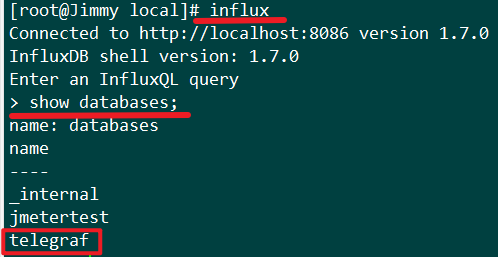 [root@Jimmy local]# influx
Connected to http://localhost:8086 version 1.7.0
InfluxDB shell version: 1.7.0
Enter an InfluxQL query
> show databases;
name: databases
name
----
_internal
jmetertest
telegraf